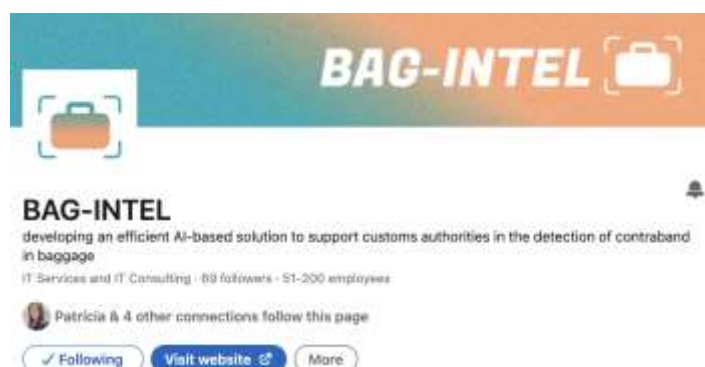 BAG-INTEL
BAG-INTEL
developing an efficient AI-based solution to support customs authorities in the detection of contraband
in baggage
IT Services and IT Consulting · 69 followers · 51-200 employees
Patricia & 4 other connections follow this page
✓ Following Visit website More